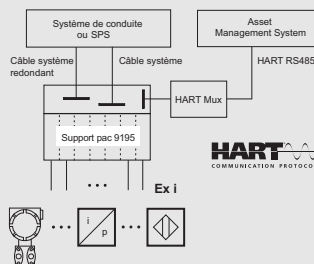 Système de conduite
ou SPS
Asset
Management System
Câble système
redondant
Câble système
HART RS485
HART Mux
Support pac 9195
HART
COMMUNICATION PROTOCO
Ex i
i
p